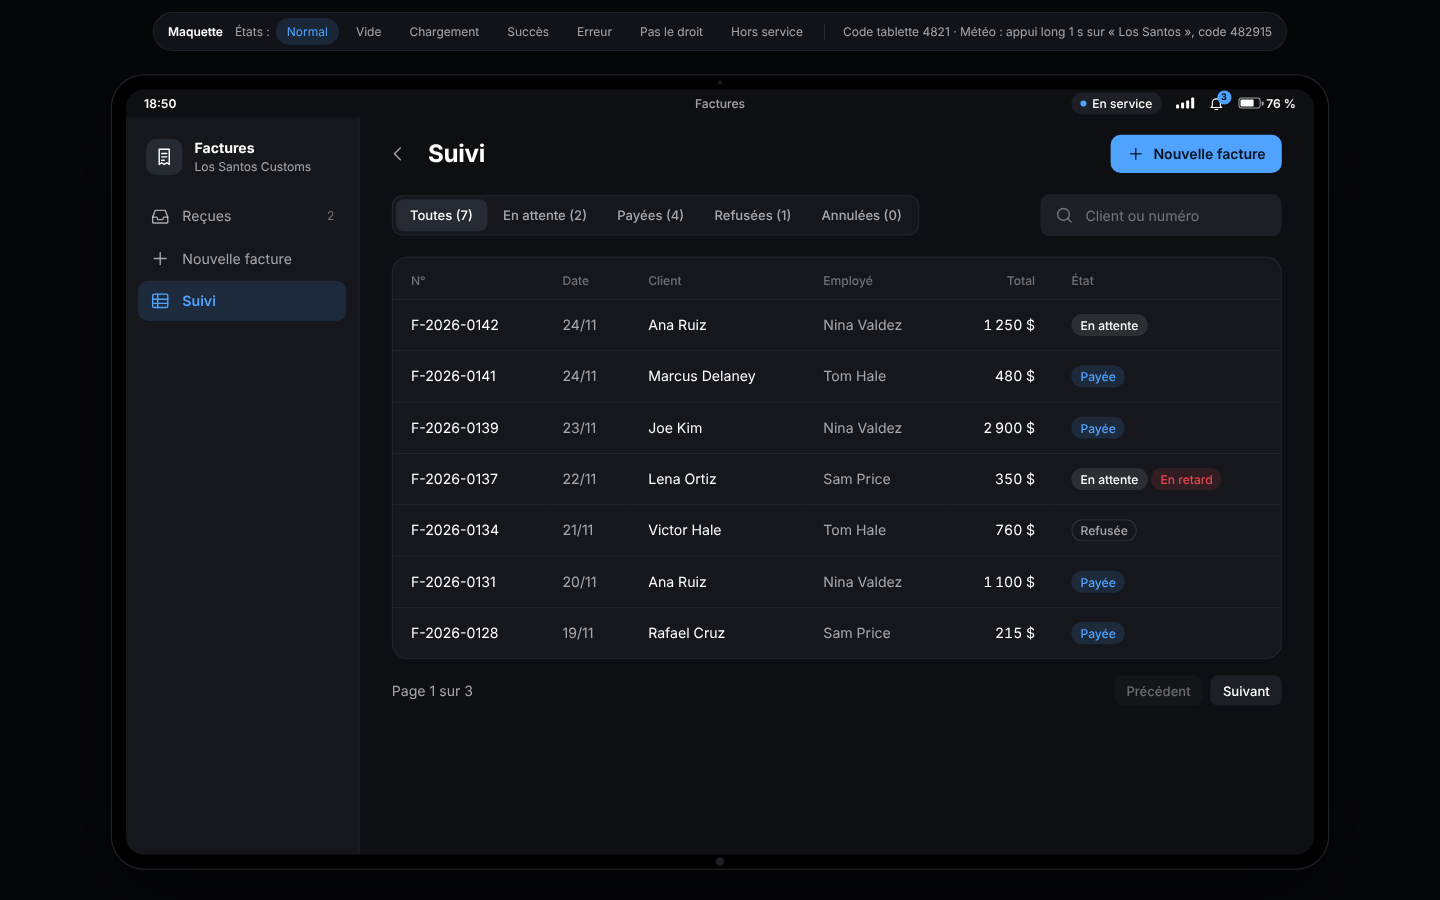 Maquette États : Normal Vide Chargement Succès Erreur Pas le droit Hors service Code tablette 4821 · Météo : appui long 1 s sur « Los Santos », code 482915
18:50 Factures En service 3 76 %
Factures
Los Santos Customs
Reçues 2
Nouvelle facture
Suivi
Suivi Nouvelle facture
Toutes (7) En attente (2) Payées (4) Refusées (1) Annulées (0) Client ou numéro
N° Date Client Employé Total État
F-2026-0142 24/11 Ana Ruiz Nina Valdez 1 250 $ En attente
F-2026-0141 24/11 Marcus Delaney Tom Hale 480 $ Payée
F-2026-0139 23/11 Joe Kim Nina Valdez 2 900 $ Payée
F-2026-0137 22/11 Lena Ortiz Sam Price 350 $ En attente En retard
F-2026-0134 21/11 Victor Hale Tom Hale 760 $ Refusée
F-2026-0131 20/11 Ana Ruiz Nina Valdez 1 100 $ Payée
F-2026-0128 19/11 Rafael Cruz Sam Price 215 $ Payée
Page 1 sur 3 Précédent Suivant